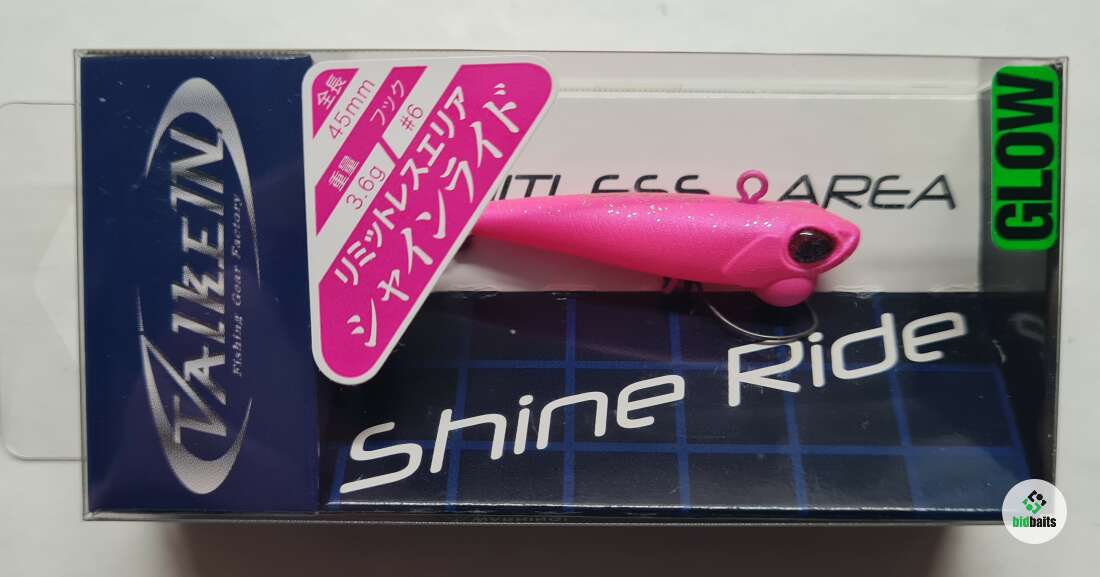 VALKEIN
Fishing Gear Factory
全長
45mm
フック
#6
重量
3.6g
リミットレスエリア
シャインライド
ITLESS AREA
GLOW
Shine Ride
bidbaits